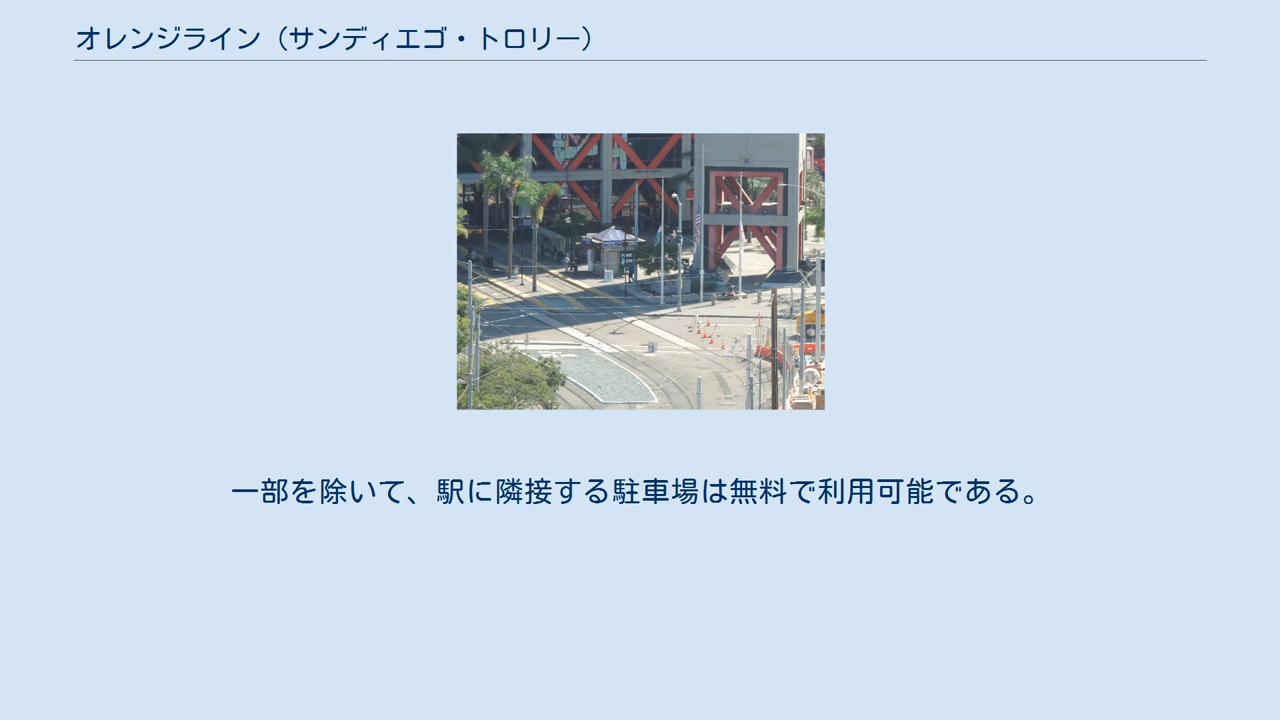 オレンジライン（サンディエゴ・トロリー）
一部を除いて、駅に隣接する駐車場は無料で利用可能である。